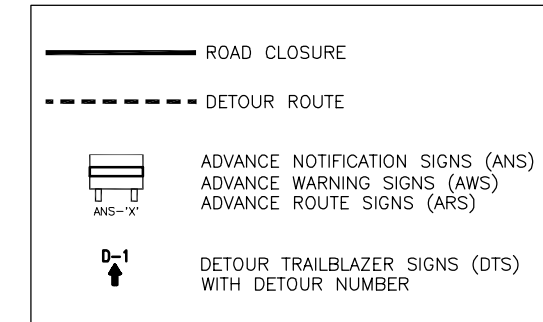 ROAD CLOSURE
DETOUR ROUTE
ADVANCE NOTIFICATION SIGNS (ANS)
ADVANCE WARNING SIGNS (AWS)
ADVANCE ROUTE SIGNS (ARS)
ANS-'X'
D-1
DETOUR TRAILBLAZER SIGNS (DTS)
WITH DETOUR NUMBER